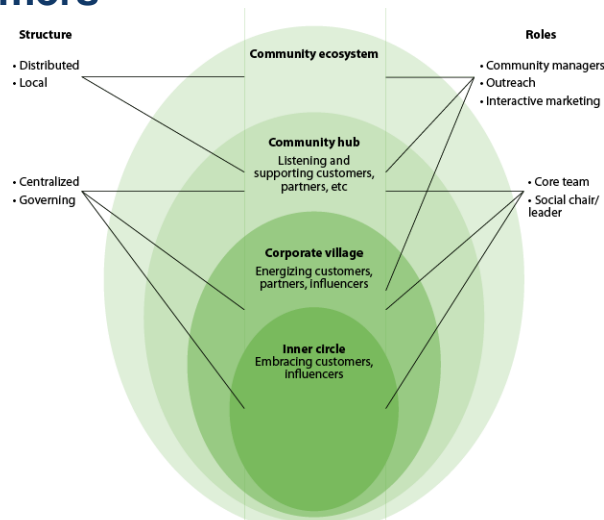 Structure
• Distributed
• Local
• Centralized
• Governing
Community ecosystem
Community hub
Listening and
supporting customers,
partners, etc
Corporate village
Energizing customers,
partners, influencers
Inner circle
Embracing customers,
influencers
Roles
• Community managers
• Outreach
• Interactive marketing
• Core team
• Social chair/
leader